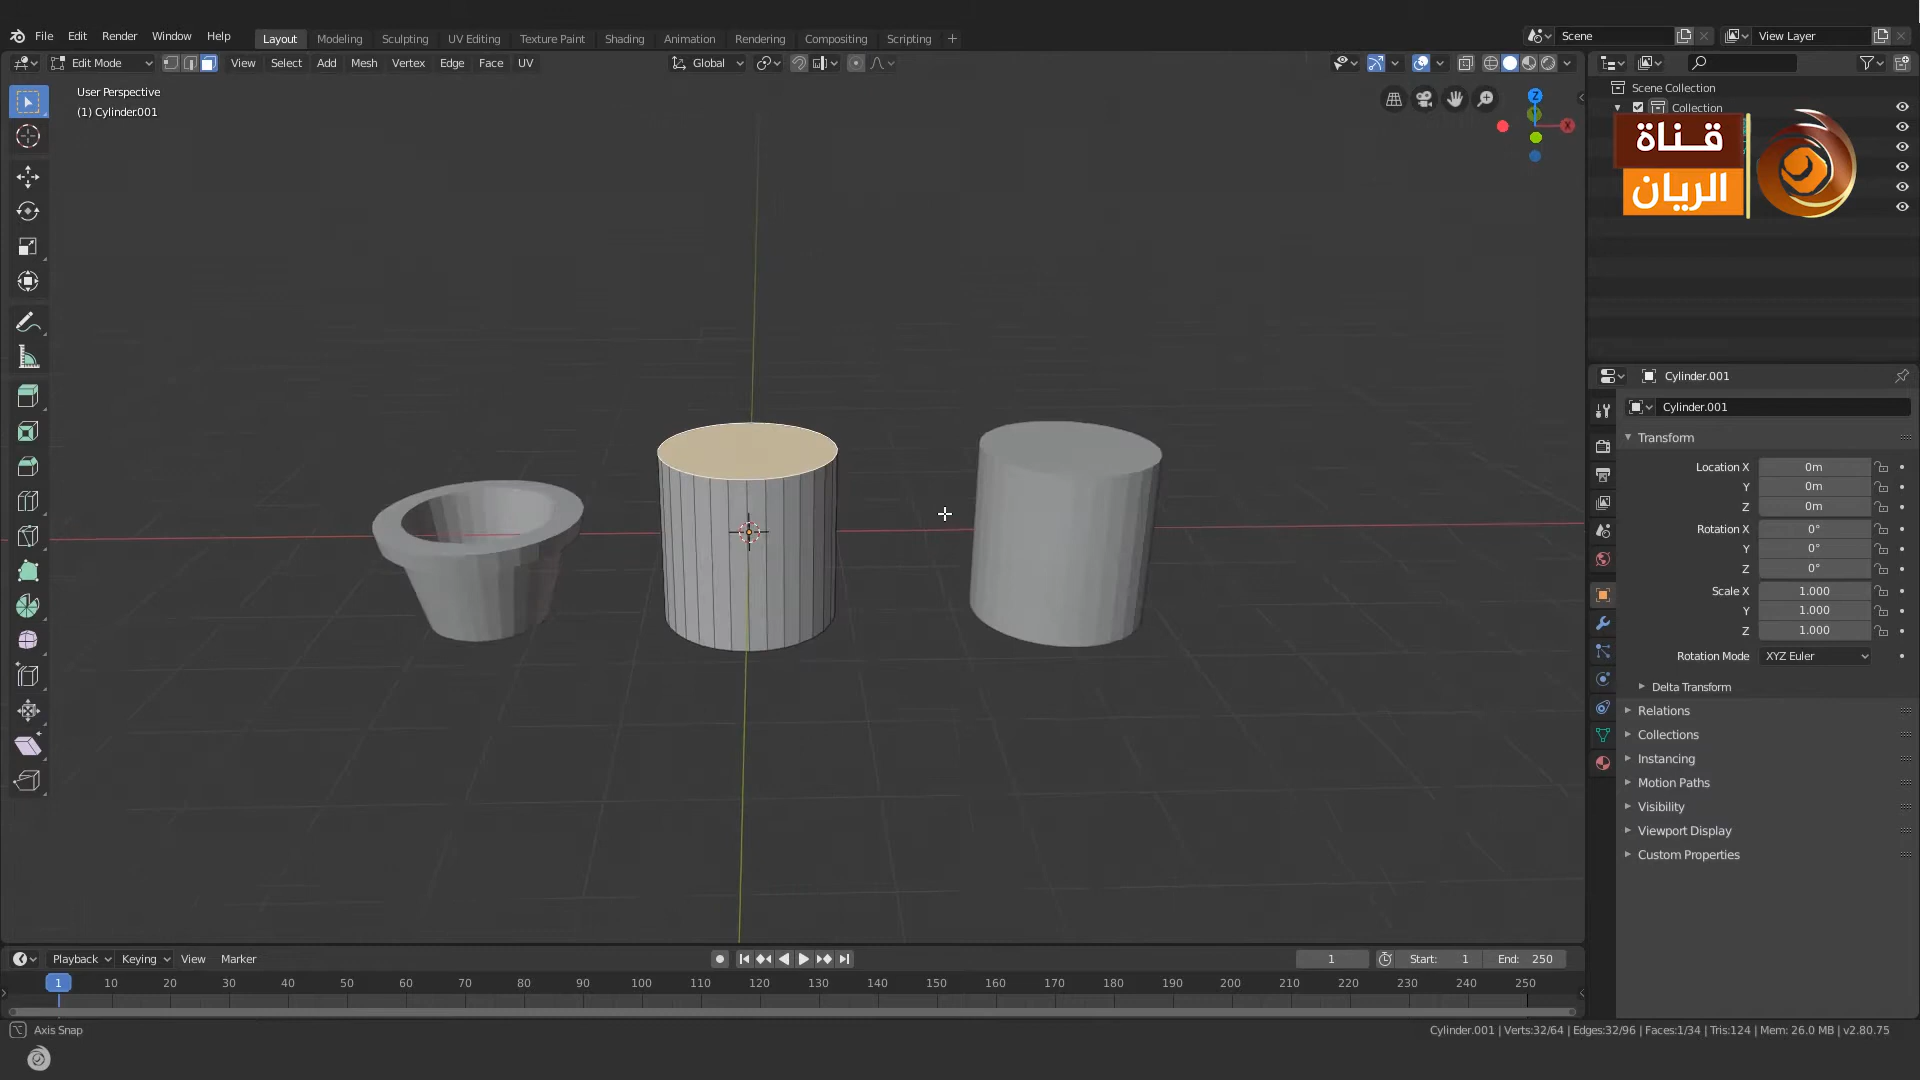 File Edit Render Window Help Layout Modeling Sculpting UV Editing Texture Paint Shading Animation Rendering Compositing Scripting + Scene View Layer
Edit Mode View Select Add Mesh Vertex Edge Face UV Global
User Perspective
(1) Cylinder.001
Z
X
Scene Collection
Collection
قناة
الريان
Cylinder.001
Cylinder.001
Transform
Location X 0m
Y 0m
Z 0m
Rotation X 0°
Y 0°
Z 0°
Scale X 1.000
Y 1.000
Z 1.000
Rotation Mode XYZ Euler
Delta Transform
Relations
Collections
Instancing
Motion Paths
Visibility
Viewport Display
Custom Properties
Playback Keying View Marker 1 Start: 1 End: 250
1 10 20 30 40 50 60 70 80 90 100 110 120 130 140 150 160 170 180 190 200 210 220 230 240 250
Axis Snap
Cylinder.001 | Verts:32/64 | Edges:32/96 | Faces:1/34 | Tris:124 | Mem: 26.0 MB | v2.80.75